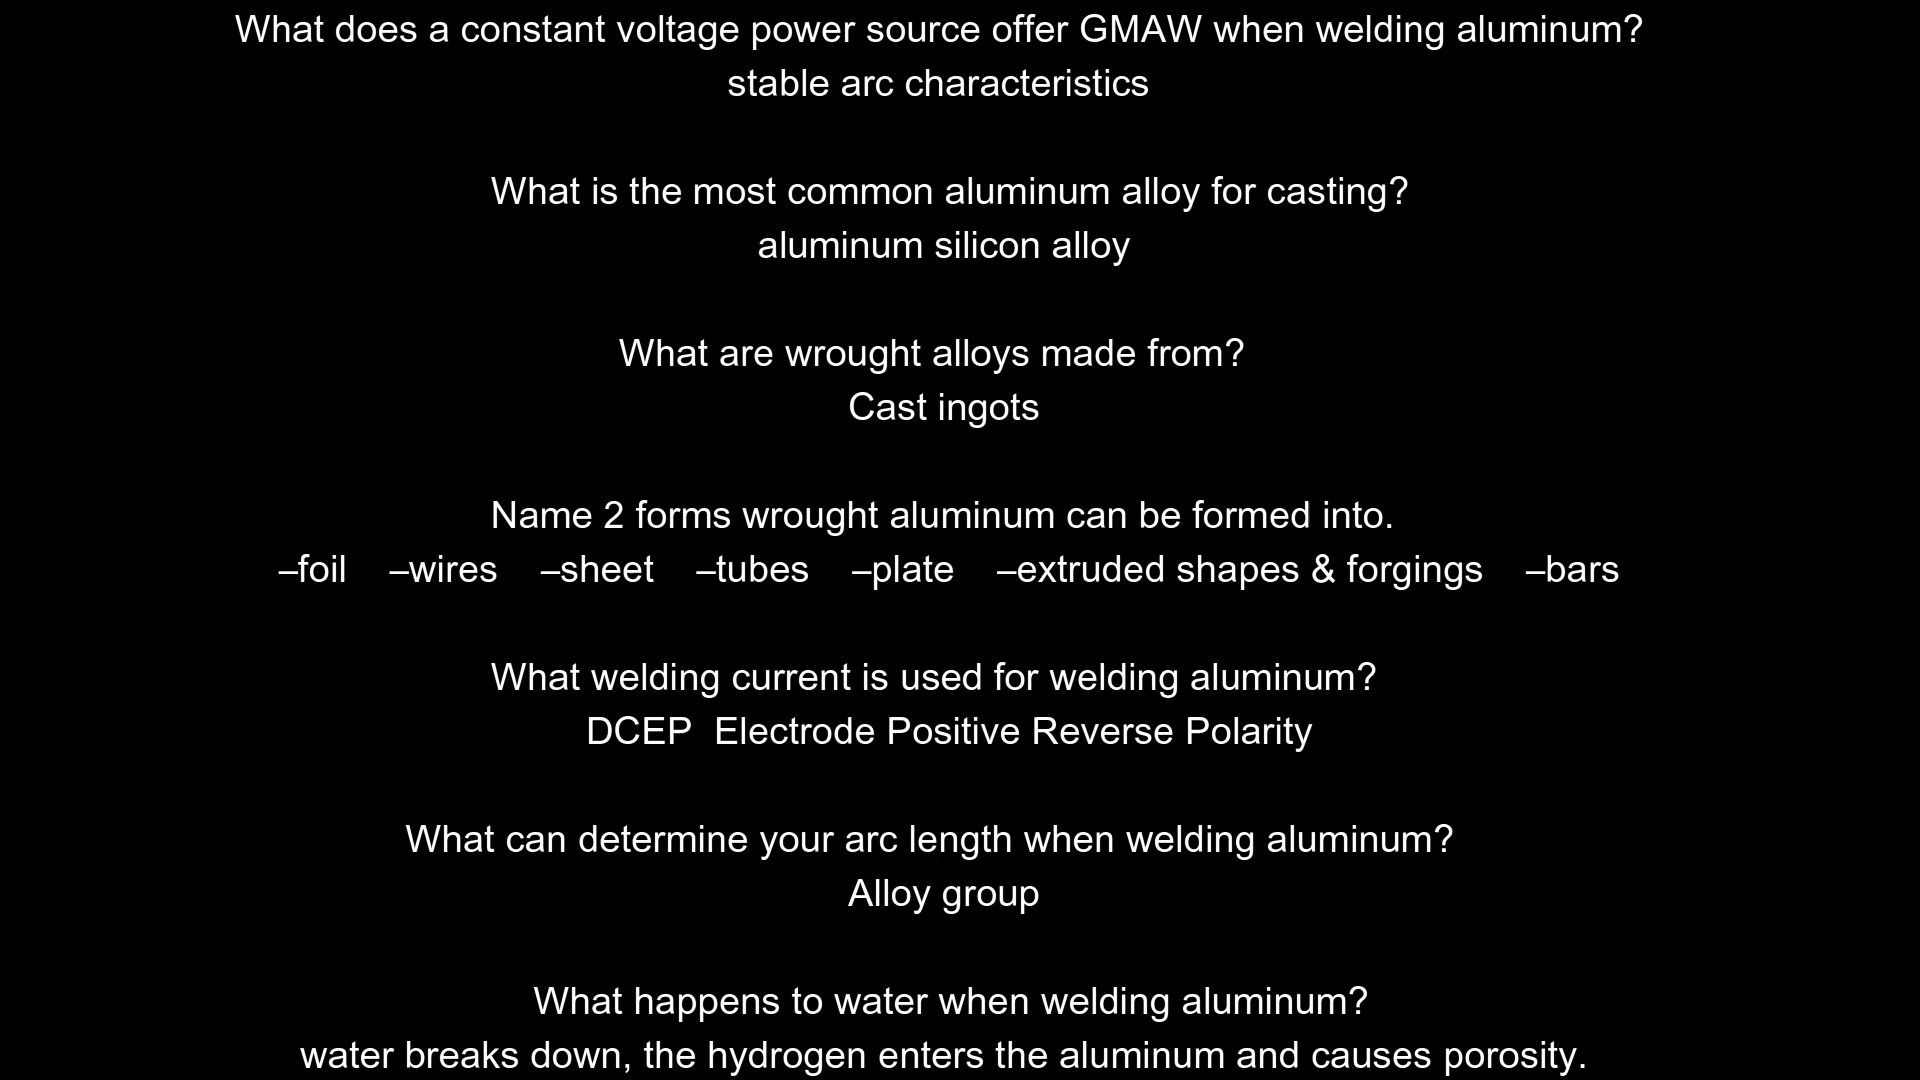 What does a constant voltage power source offer GMAW when welding aluminum?
stable arc characteristics
What is the most common aluminum alloy for casting?
aluminum silicon alloy
What are wrought alloys made from?
Cast ingots
Name 2 forms wrought aluminum can be formed into.
–foil –wires –sheet –tubes –plate –extruded shapes & forgings –bars
What welding current is used for welding aluminum?
DCEP Electrode Positive Reverse Polarity
What can determine your arc length when welding aluminum?
Alloy group
What happens to water when welding aluminum?
water breaks down, the hydrogen enters the aluminum and causes porosity.